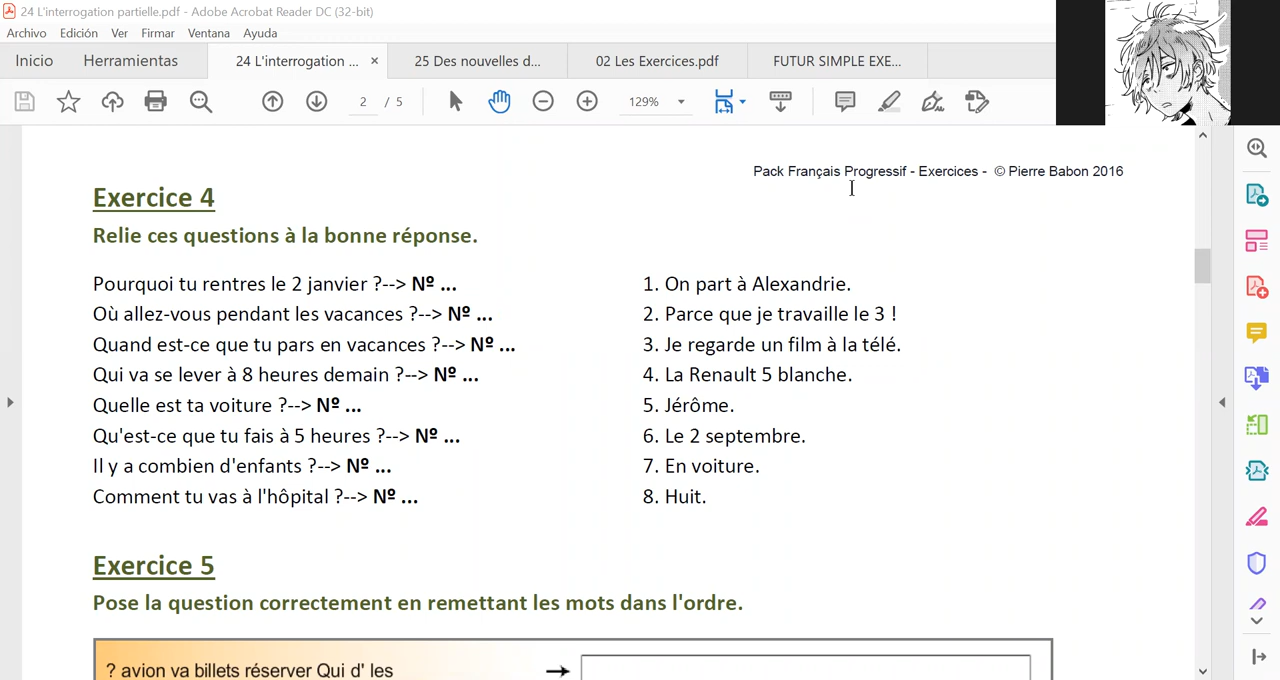 24 L'interrogation partielle.pdf - Adobe Acrobat Reader DC (32-bit)
Archivo Edición Ver Firmar Ventana Ayuda
Inicio Herramientas 24 L'interrogation ... × 25 Des nouvelles d... 02 Les Exercices.pdf FUTUR SIMPLE EXE...
2 / 5 129%
Pack Français Progressif - Exercices - © Pierre Babon 2016
Exercice 4
Relie ces questions à la bonne réponse.
Pourquoi tu rentres le 2 janvier ?--> Nº ... 1. On part à Alexandrie.
Où allez-vous pendant les vacances ?--> Nº ... 2. Parce que je travaille le 3 !
Quand est-ce que tu pars en vacances ?--> Nº ... 3. Je regarde un film à la télé.
Qui va se lever à 8 heures demain ?--> Nº ... 4. La Renault 5 blanche.
Quelle est ta voiture ?--> Nº ... 5. Jérôme.
Qu'est-ce que tu fais à 5 heures ?--> Nº ... 6. Le 2 septembre.
Il y a combien d'enfants ?--> Nº ... 7. En voiture.
Comment tu vas à l'hôpital ?--> Nº ... 8. Huit.
Exercice 5
Pose la question correctement en remettant les mots dans l'ordre.
? avion va billets réserver Qui d' les →